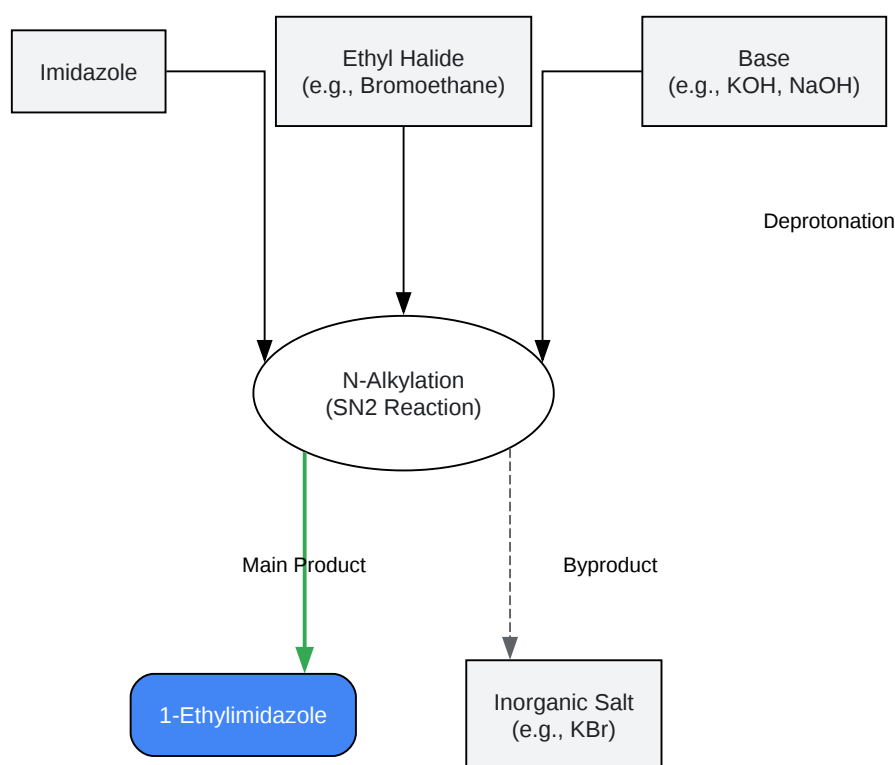 Imidazole
Ethyl Halide
(e.g., Bromoethane)
Base
(e.g., KOH, NaOH)
Deprotonation
N-Alkylation
(SN2 Reaction)
Main Product
Byproduct
1-Ethylimidazole
Inorganic Salt
(e.g., KBr)